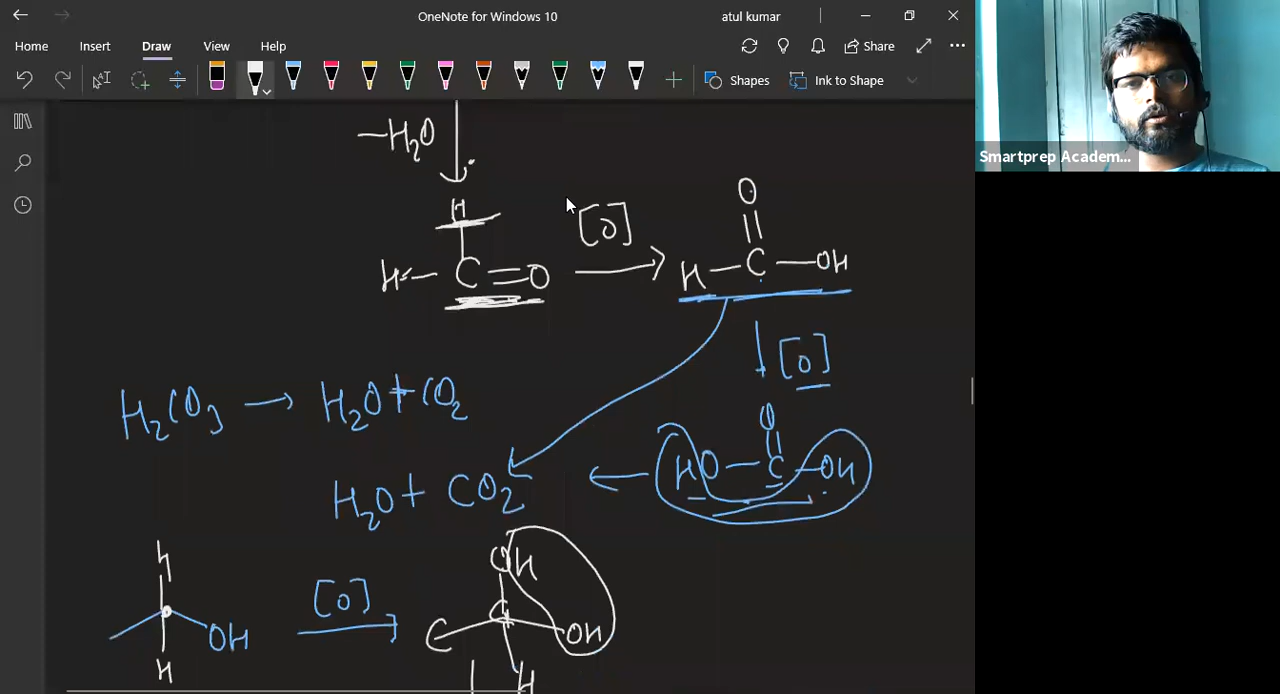 OneNote for Windows 10
atul kumar
Home Insert Draw View Help
Share
Shapes Ink to Shape
Smartprep Academ...
—H₂O
H
[O]
O
H—C=O
H—C—OH
[O]
H₂CO₃ → H₂O+CO₂
O
HO—C—OH
H₂O+ CO₂
H
OH
[O]
C
OH
C
OH
H
H